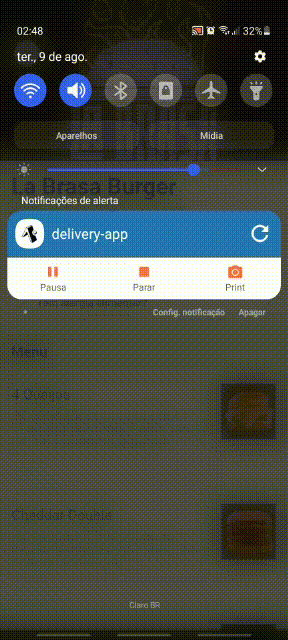 02:48
32%
ter., 9 de ago.
Aparelhos
Mídia
La Brasa Burger
Notificações de alerta
delivery-app
Pausa
Parar
Print
Config. notificação
Apagar
Menu
4 Queijos
Cheddar Double
Claro BR